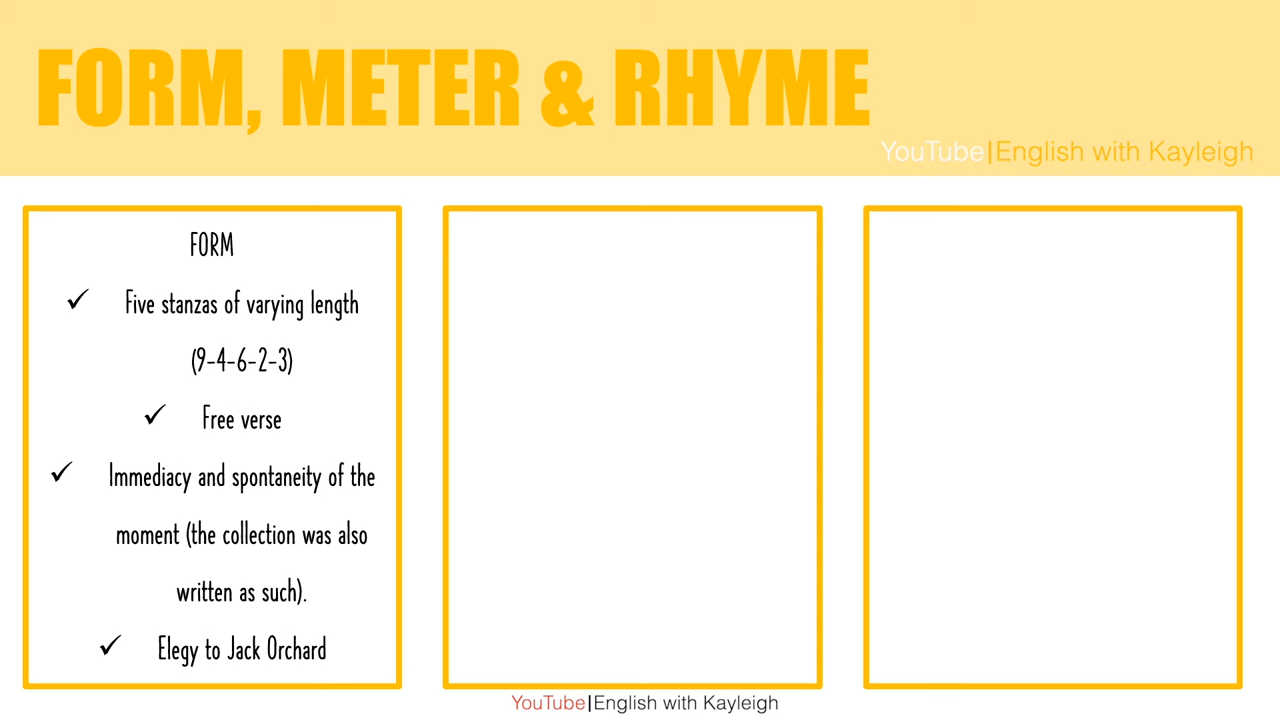 FORM, METER & RHYME
YouTube|English with Kayleigh
FORM
✓ Five stanzas of varying length
(9-4-6-2-3)
✓ Free verse
✓ Immediacy and spontaneity of the
moment (the collection was also
written as such).
✓ Elegy to Jack Orchard
YouTube|English with Kayleigh